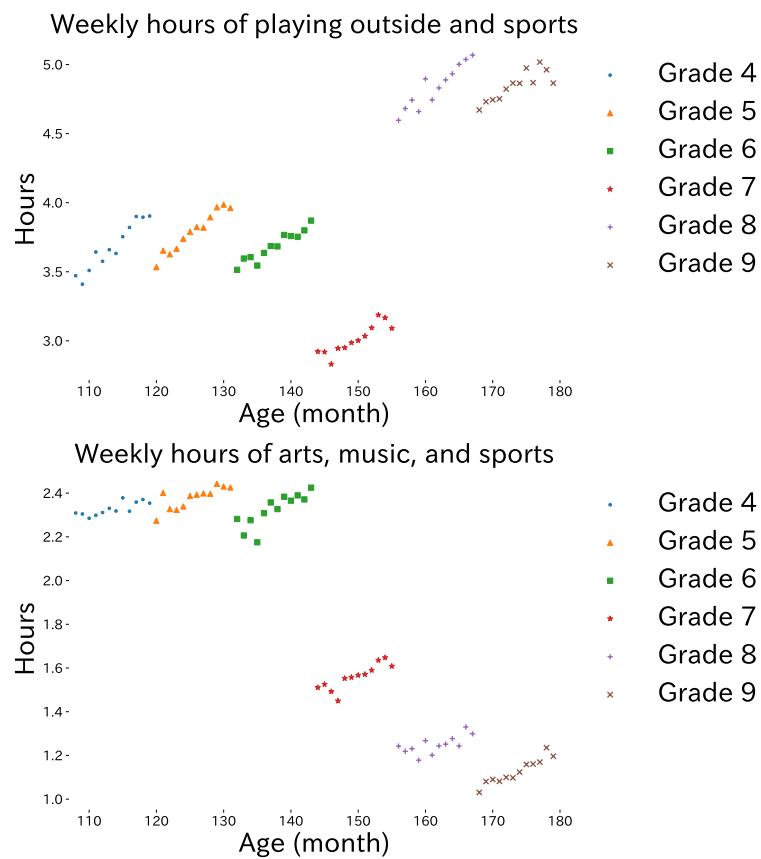 Weekly hours of playing outside and sports
Hours
5.0
4.5
4.0
3.5
3.0
110 120 130 140 150 160 170 180
Age (month)
Grade 4
Grade 5
Grade 6
Grade 7
Grade 8
Grade 9
Weekly hours of arts, music, and sports
Hours
2.4
2.2
2.0
1.8
1.6
1.4
1.2
1.0
110 120 130 140 150 160 170 180
Age (month)
Grade 4
Grade 5
Grade 6
Grade 7
Grade 8
Grade 9